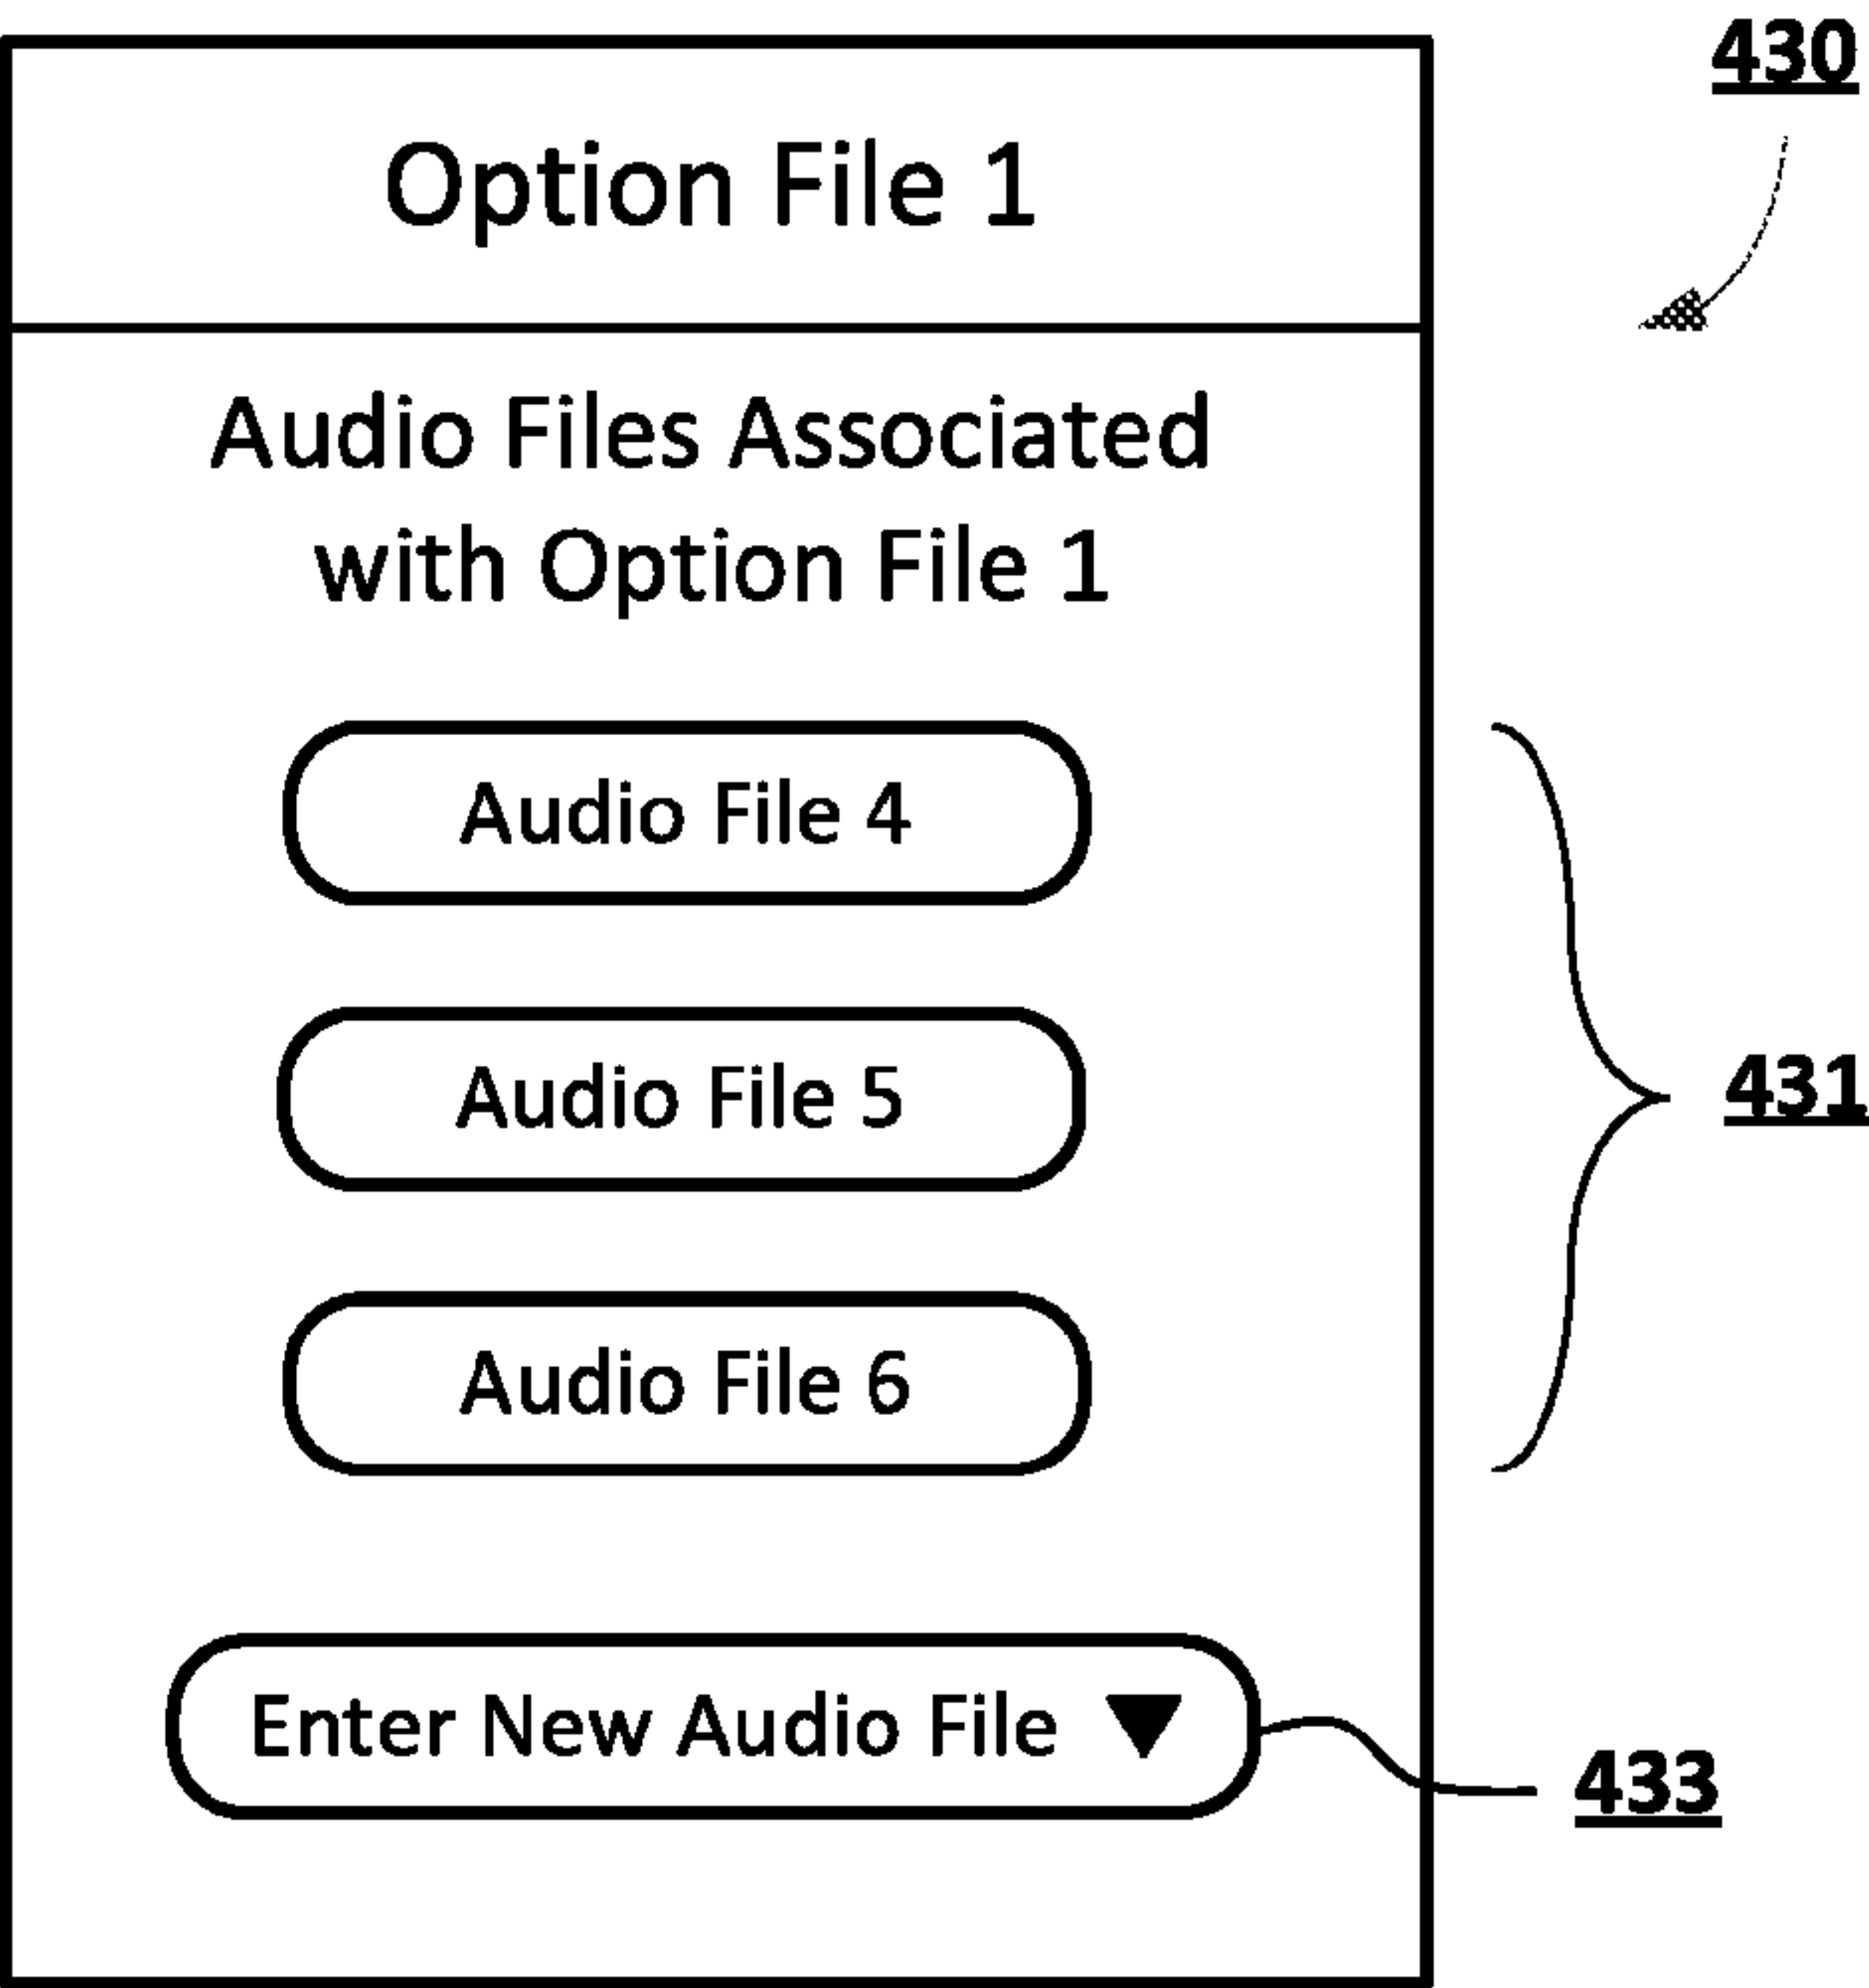 430
Option File 1
Audio Files Associated
with Option File 1
Audio File 4
Audio File 5
431
Audio File 6
Enter New Audio File
433